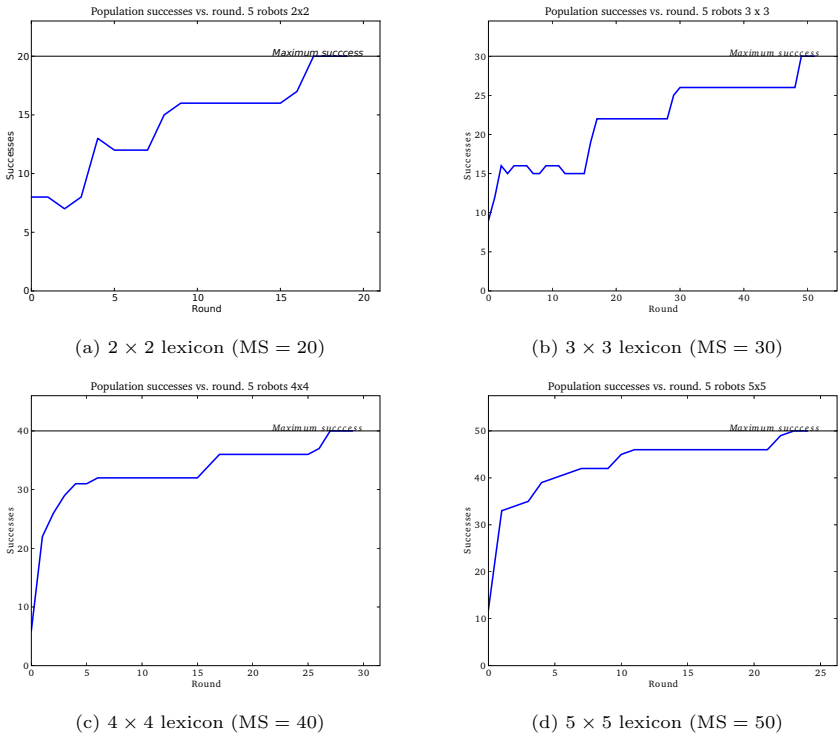 Population successes vs. round. 5 robots 2x2
Maximum succcess
20
15
10
5
0
Successes
0 5 10 15 20
Round
(a) 2 × 2 lexicon (MS = 20)
Population successes vs. round. 5 robots 3 x 3
Maximum succcess
30
25
20
15
10
5
0
Successes
0 10 20 30 40 50
Round
(b) 3 × 3 lexicon (MS = 30)
Population successes vs. round. 5 robots 4x4
Maximum succcess
40
30
20
10
0
Successes
0 5 10 15 20 25 30
Round
(c) 4 × 4 lexicon (MS = 40)
Population successes vs. round. 5 robots 5x5
Maximum succcess
50
40
30
20
10
0
Successes
0 5 10 15 20 25
Round
(d) 5 × 5 lexicon (MS = 50)